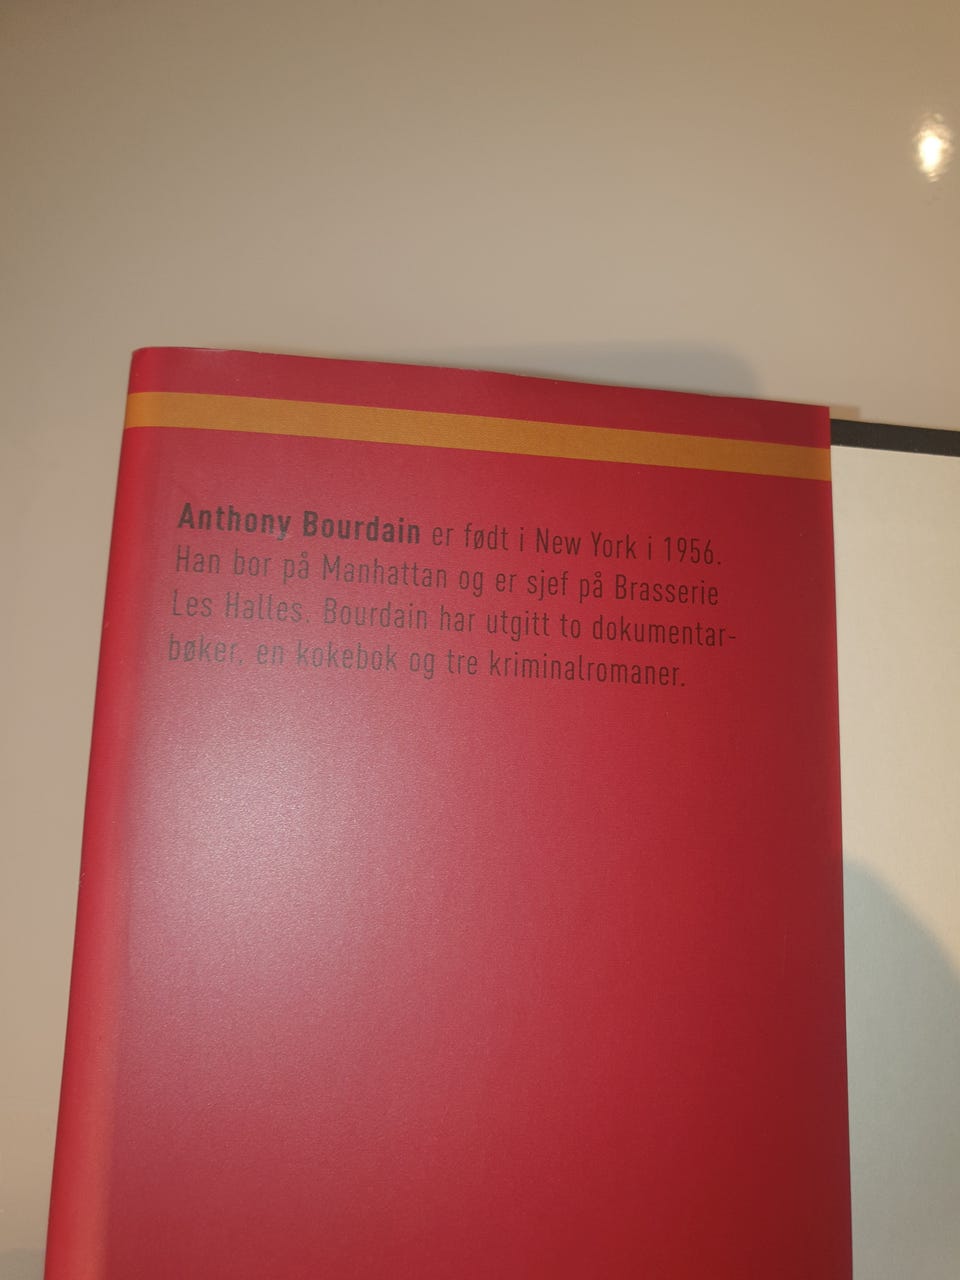 Anthony Bourdain er født i New York i 1956.
Han bor på Manhattan og er sjef på Brasserie
Les Halles. Bourdain har utgitt to dokumentar-
bøker, en kokebok og tre kriminalromaner.